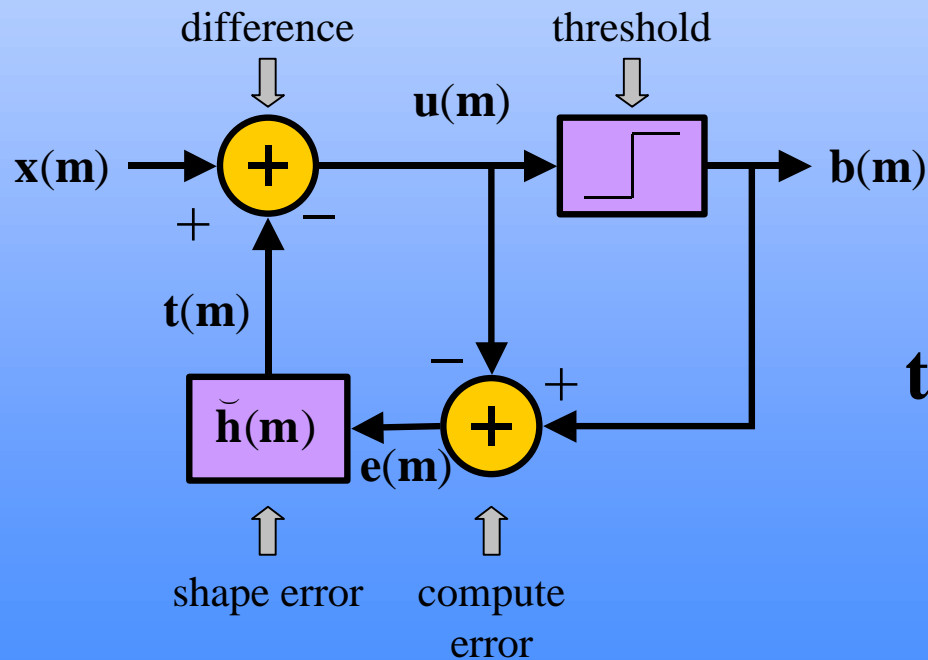 difference
threshold
u(m)
x(m)
+
+
−
b(m)
t(m)
−
+
t
h̆(m)
+
e(m)
shape error
compute
error